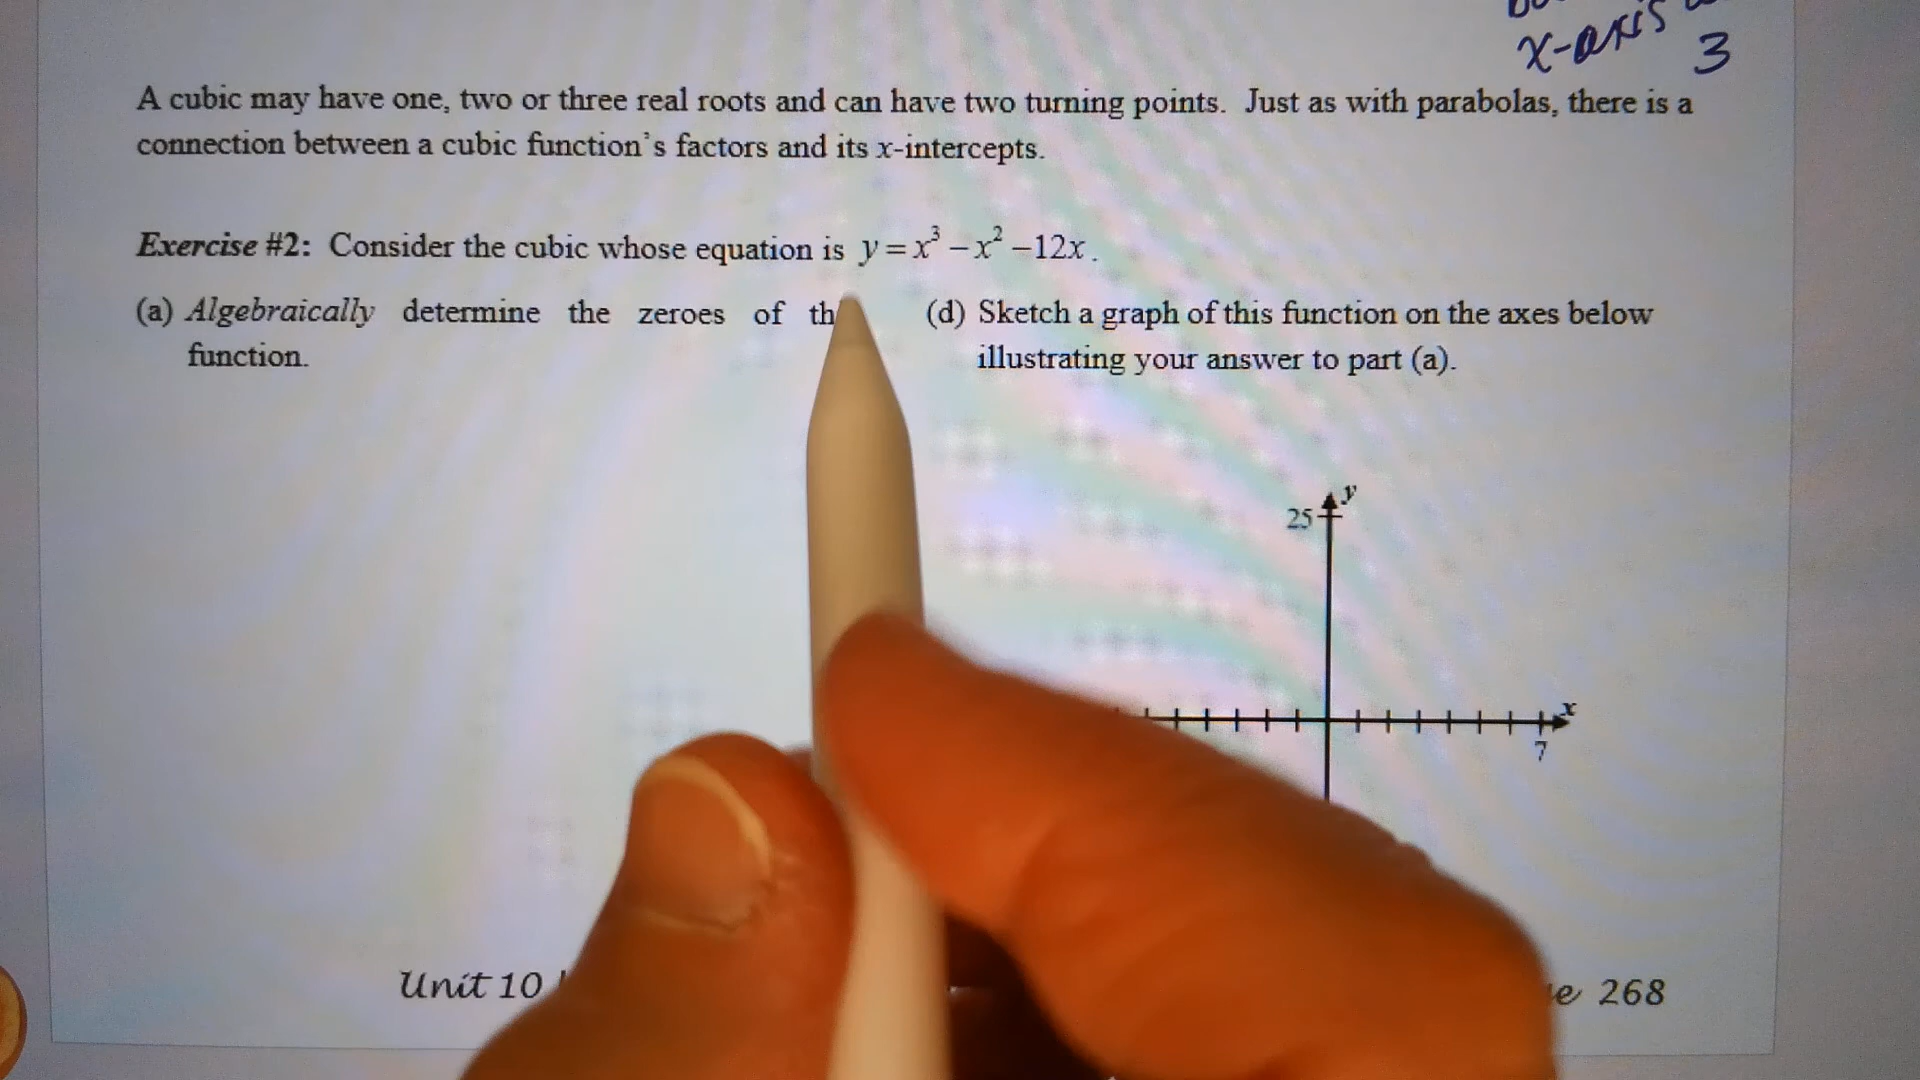 x-axis
3
A cubic may have one, two or three real roots and can have two turning points. Just as with parabolas, there is a
connection between a cubic function's factors and its x-intercepts.
Exercise #2: Consider the cubic whose equation is y = x³ – x² – 12x.
(a) Algebraically determine the zeroes of
function.
(d) Sketch a graph of this function on the axes below
illustrating your answer to part (a).
y
25
x
7
Unit 10
268